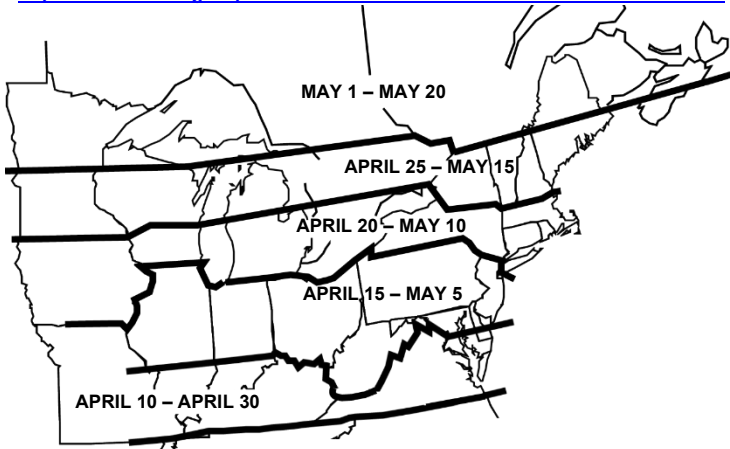 MAY 1 – MAY 20
APRIL 25 – MAY 15
APRIL 20 – MAY 10
APRIL 15 – MAY 5
APRIL 10 – APRIL 30